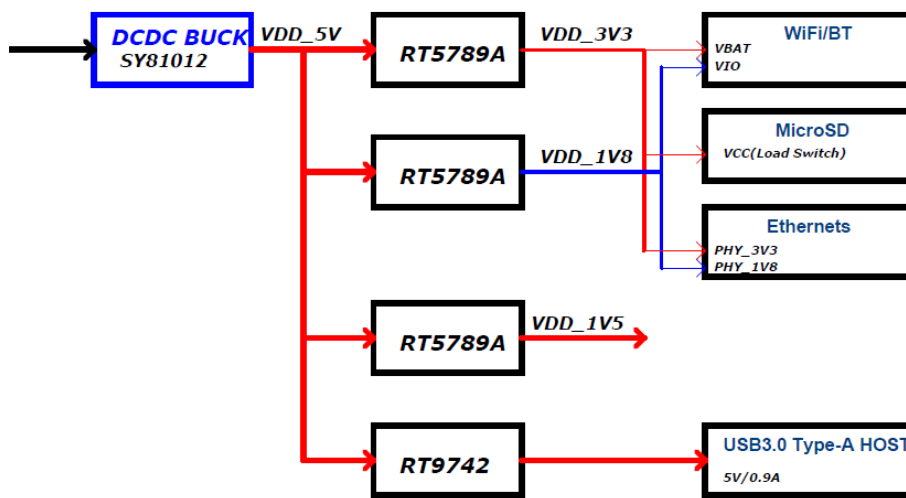 DCDC BUCK
SY81012
VDD_5V
RT5789A
VDD_3V3
WiFi/BT
VBAT
VIO
RT5789A
VDD_1V8
MicroSD
VCC(Load Switch)
Ethernets
PHY_3V3
PHY_1V8
RT5789A
VDD_1V5
RT9742
USB3.0 Type-A HOST
5V/0.9A